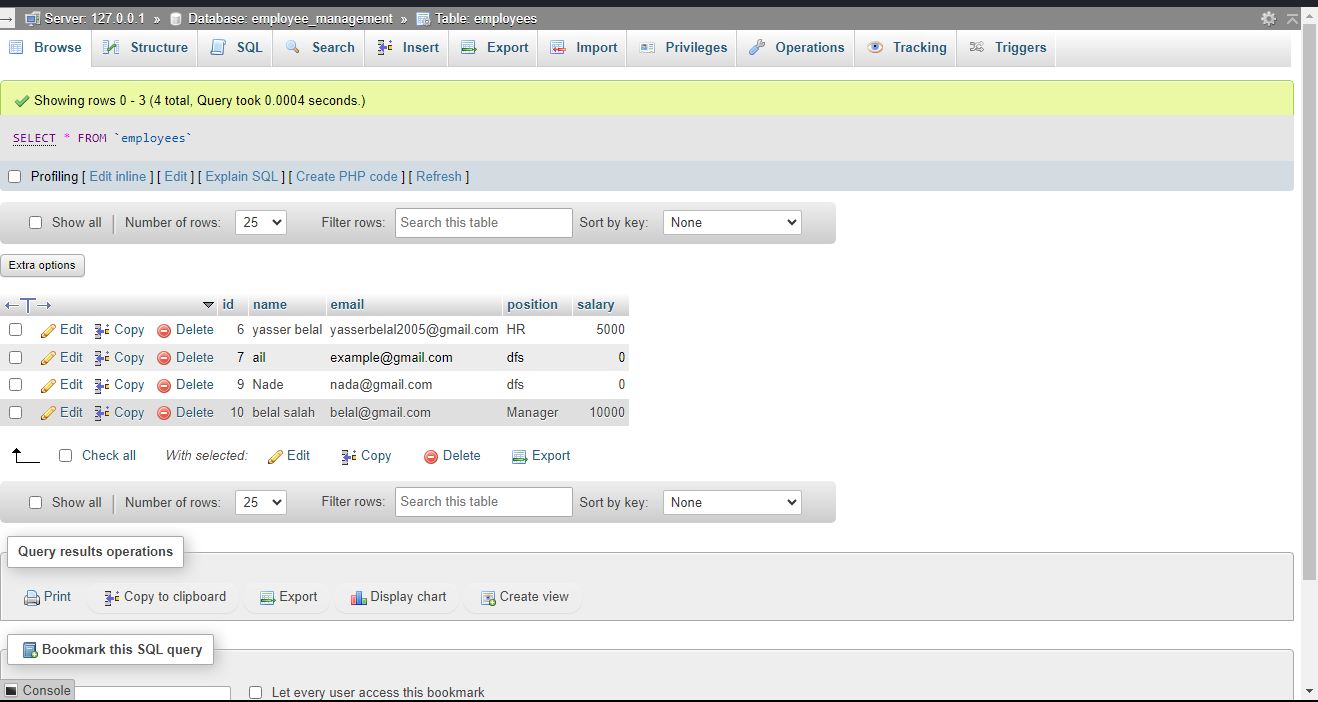 Server: 127.0.0.1 » Database: employee_management » Table: employees
Browse Structure SQL Search Insert Export Import Privileges Operations Tracking Triggers
Showing rows 0 - 3 (4 total, Query took 0.0004 seconds.)
SELECT * FROM `employees`
Profiling [ Edit inline ] [ Edit ] [ Explain SQL ] [ Create PHP code ] [ Refresh ]
Show all Number of rows: 25 Filter rows: Search this table Sort by key: None
Extra options
id name email position salary
Edit Copy Delete 6 yasser belal yasserbelal2005@gmail.com HR 5000
Edit Copy Delete 7 ail example@gmail.com dfs 0
Edit Copy Delete 9 Nade nada@gmail.com dfs 0
Edit Copy Delete 10 belal salah belal@gmail.com Manager 10000
Check all With selected: Edit Copy Delete Export
Show all Number of rows: 25 Filter rows: Search this table Sort by key: None
Query results operations
Print Copy to clipboard Export Display chart Create view
Bookmark this SQL query
Console Let every user access this bookmark